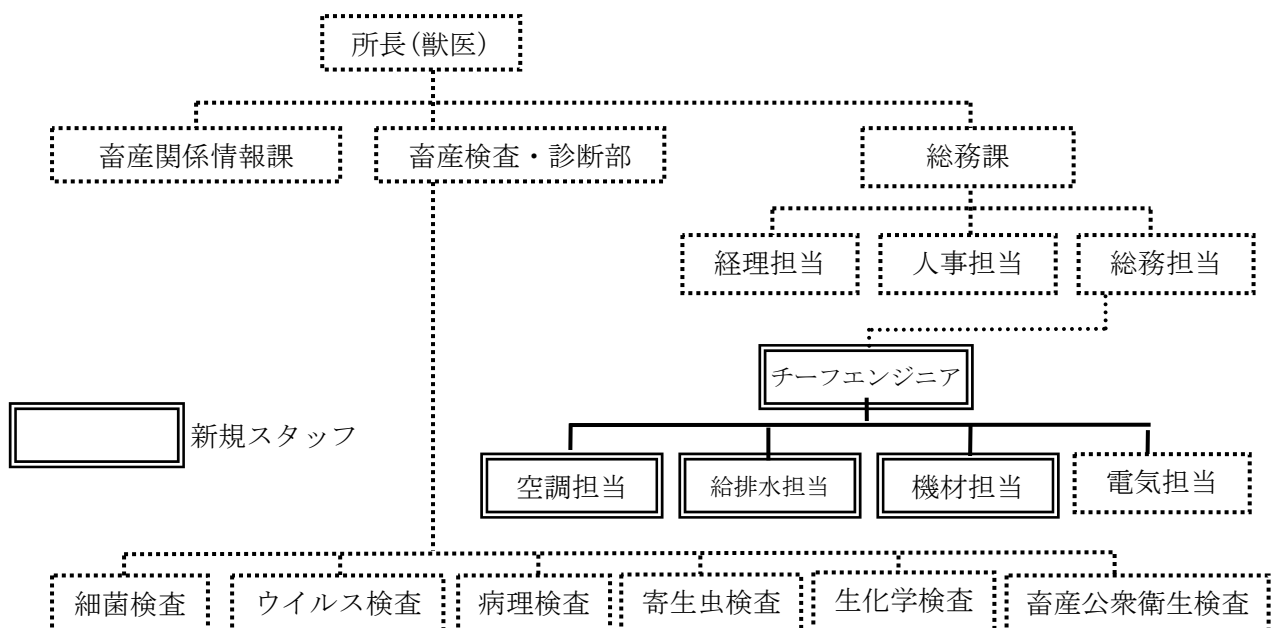 所長(獣医)
畜産関係情報課
畜産検査・診断部
総務課
経理担当
人事担当
総務担当
チーフエンジニア
新規スタッフ
空調担当
給排水担当
機材担当
電気担当
細菌検査
ウイルス検査
病理検査
寄生虫検査
生化学検査
畜産公衆衛生検査